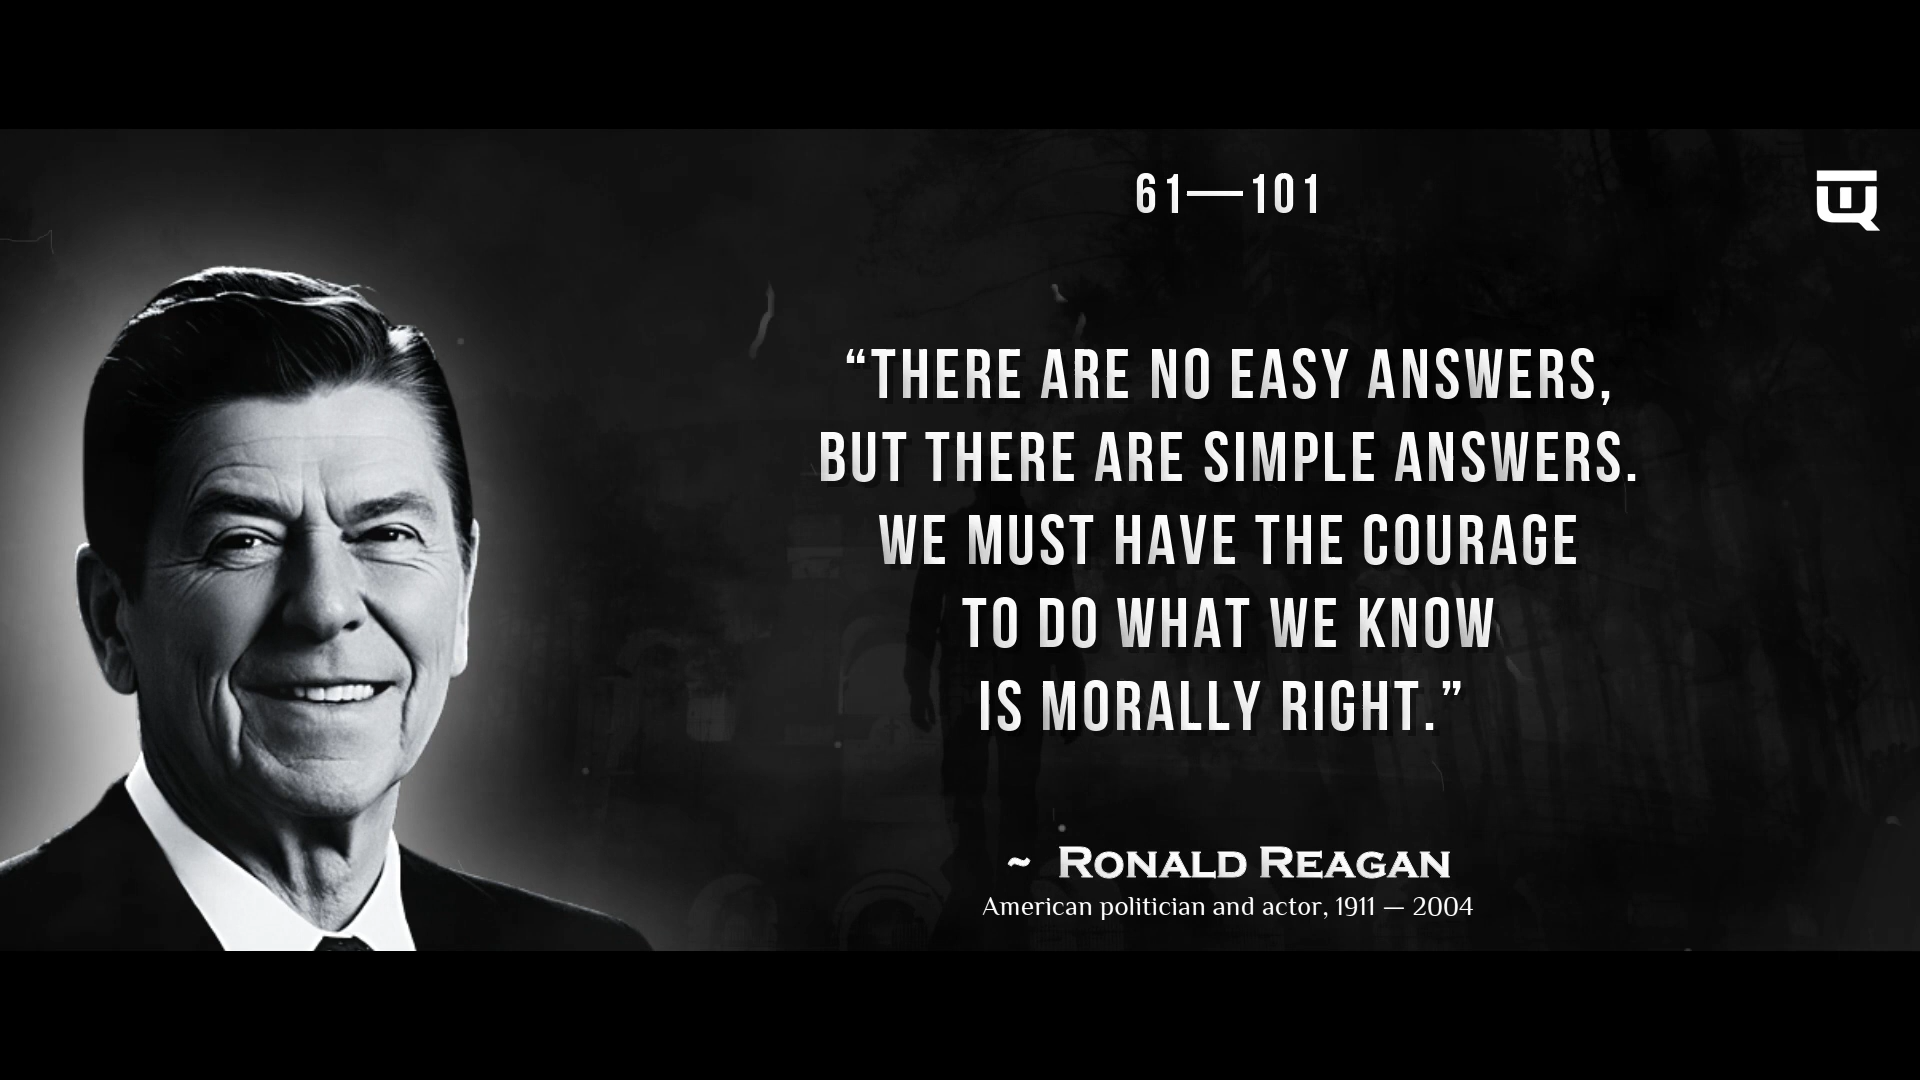 61—101
“THERE ARE NO EASY ANSWERS,
BUT THERE ARE SIMPLE ANSWERS.
WE MUST HAVE THE COURAGE
TO DO WHAT WE KNOW
IS MORALLY RIGHT.”
~ RONALD REAGAN
American politician and actor, 1911 — 2004